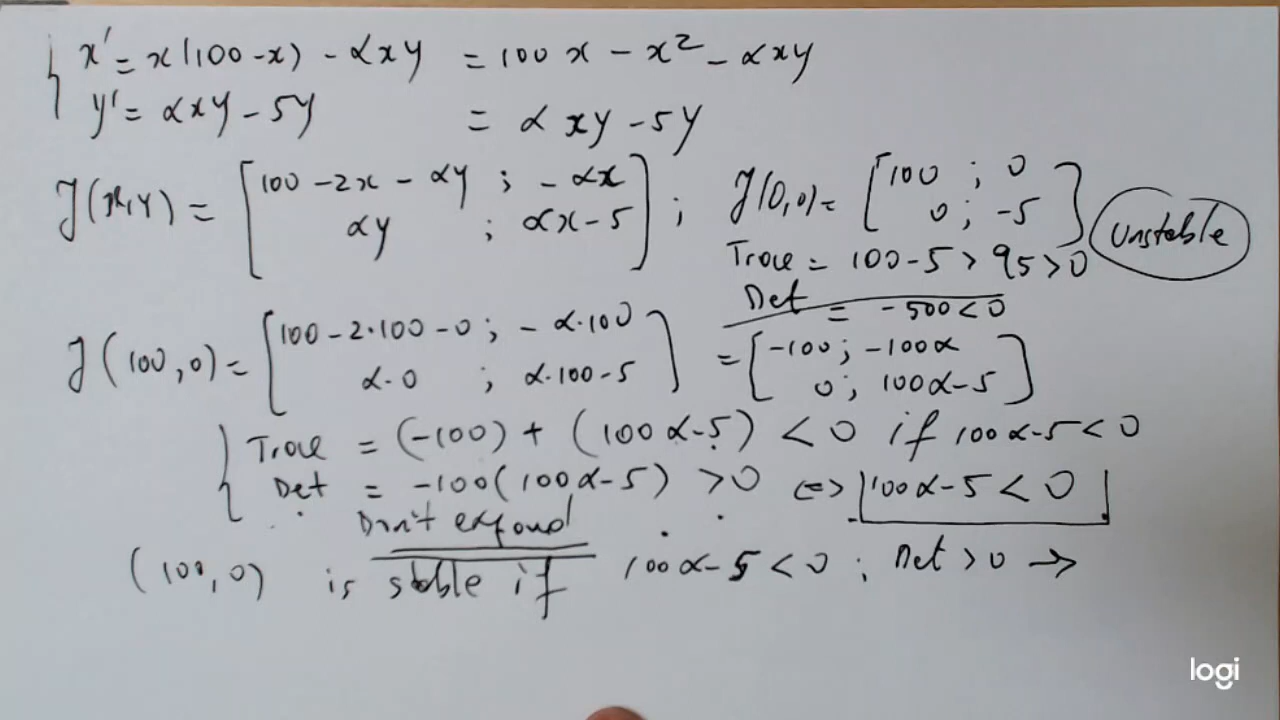 x' = x(100 - x) - αxy = 100x - x² - αxy
y' = αxy - 5y = αxy - 5y
J(x,y) = [100 - 2x - αy ; -αx
αy ; αx - 5] ; J(0,0) = [100 ; 0
0 ; -5]
Unstable
Trace = 100 - 5 > 95 > 0
Det = -500 < 0
J(100,0) = [100 - 2·100 - 0 ; -α·100
α·0 ; α·100 - 5] = [-100 ; -100α
0 ; 100α - 5]
Trace = (-100) + (100α - 5) < 0 if 100α - 5 < 0
Det = -100(100α - 5) > 0 <=> 100α - 5 < 0
Don't expand
(100,0) is stable if 100α - 5 < 0 ; Det > 0 →
logi